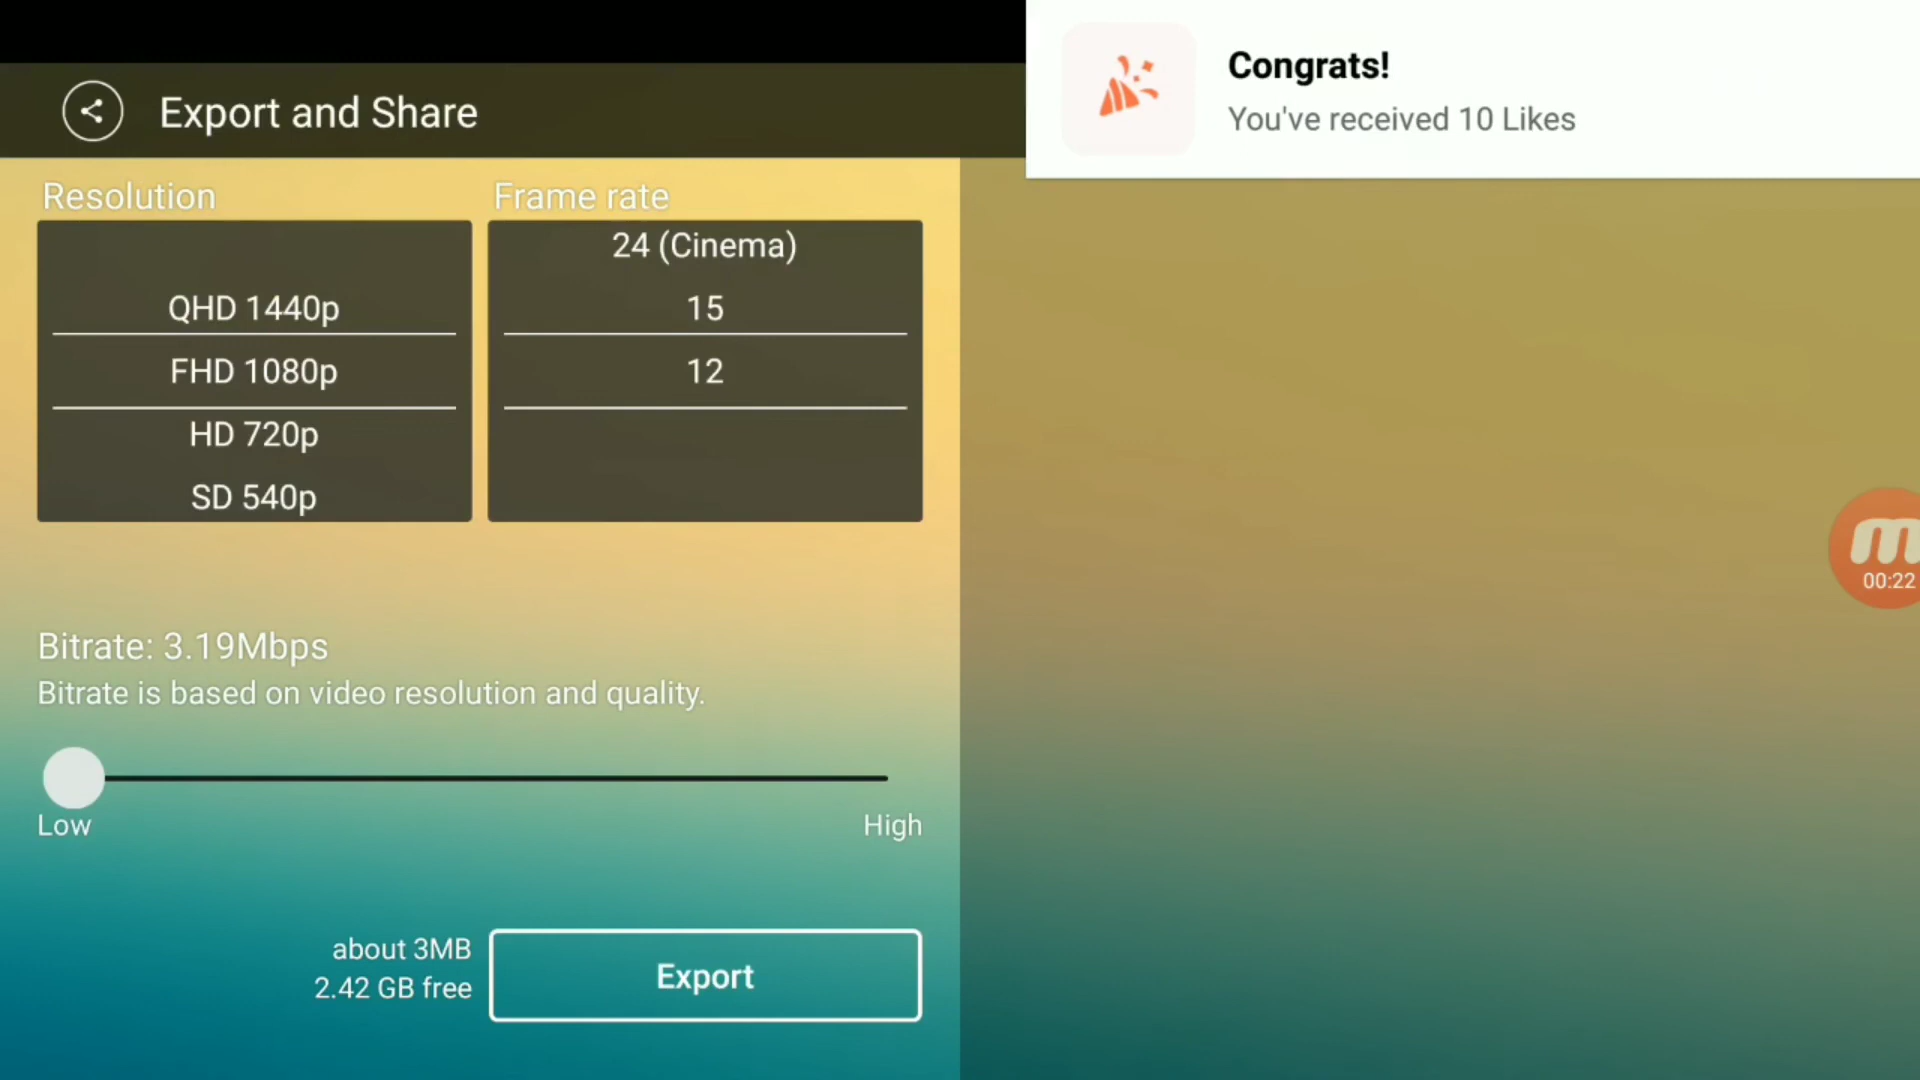 Export and Share
Congrats!
You've received 10 Likes
Resolution
QHD 1440p
FHD 1080p
HD 720p
SD 540p
Frame rate
24 (Cinema)
15
12
Bitrate: 3.19Mbps
Bitrate is based on video resolution and quality.
Low
High
about 3MB
2.42 GB free
Export
m
00:22